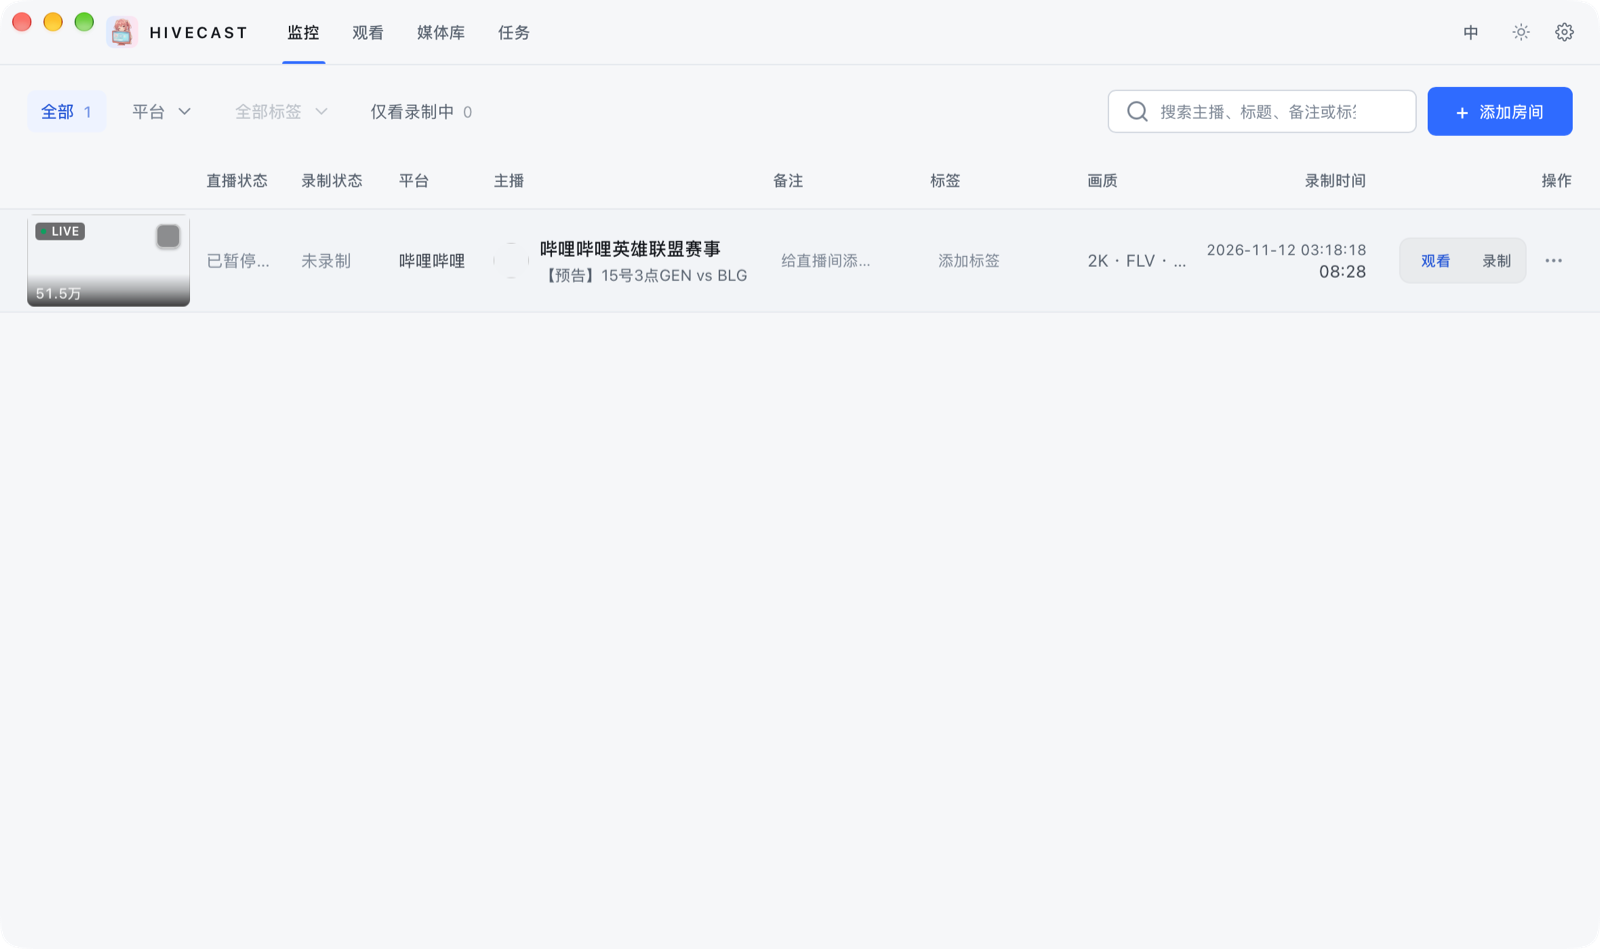 HIVECAST 监控 观看 媒体库 任务 中
全部 1 平台 全部标签 仅看录制中 0 搜索主播、标题、备注或标 + 添加房间
直播状态 录制状态 平台 主播 备注 标签 画质 录制时间 操作
LIVE
51.5万
已暂停... 未录制 哔哩哔哩
哔哩哔哩英雄联盟赛事
【预告】15号3点GEN vs BLG
给直播间添... 添加标签 2K · FLV · ...
2026-11-12 03:18:18
08:28
观看 录制 ...